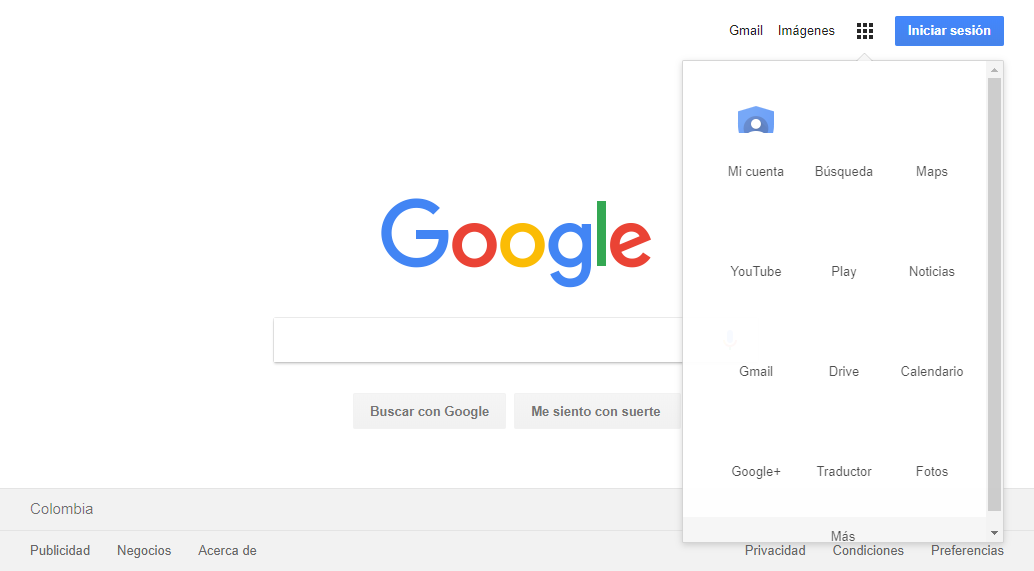 Gmail Imágenes Iniciar sesión
Mi cuenta Búsqueda Maps
YouTube Play Noticias
Gmail Drive Calendario
Google+ Traductor Fotos
Más
Google
Buscar con Google Me siento con suerte
Colombia
Publicidad Negocios Acerca de Privacidad Condiciones Preferencias